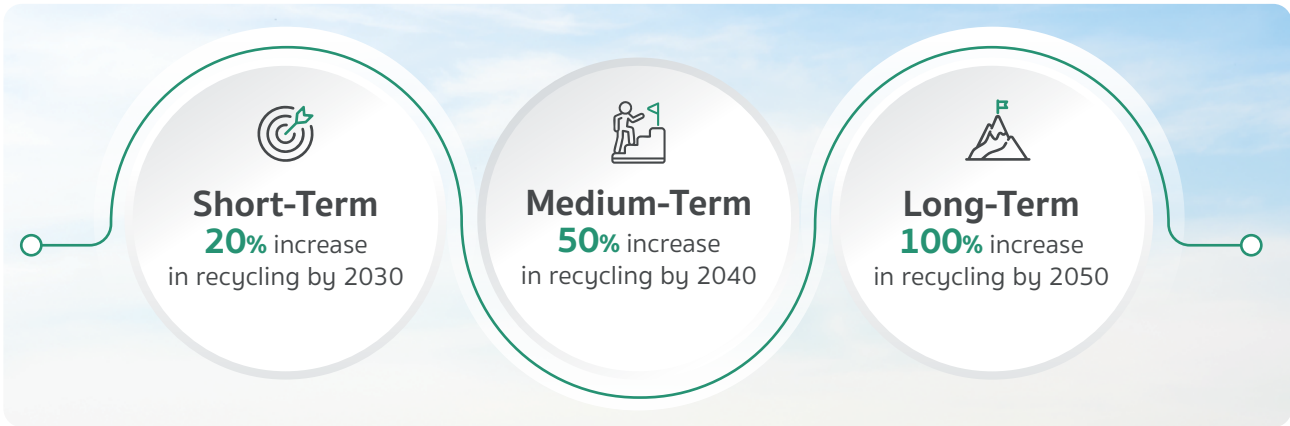 Short-Term
20% increase
in recycling by 2030
Medium-Term
50% increase
in recycling by 2040
Long-Term
100% increase
in recycling by 2050